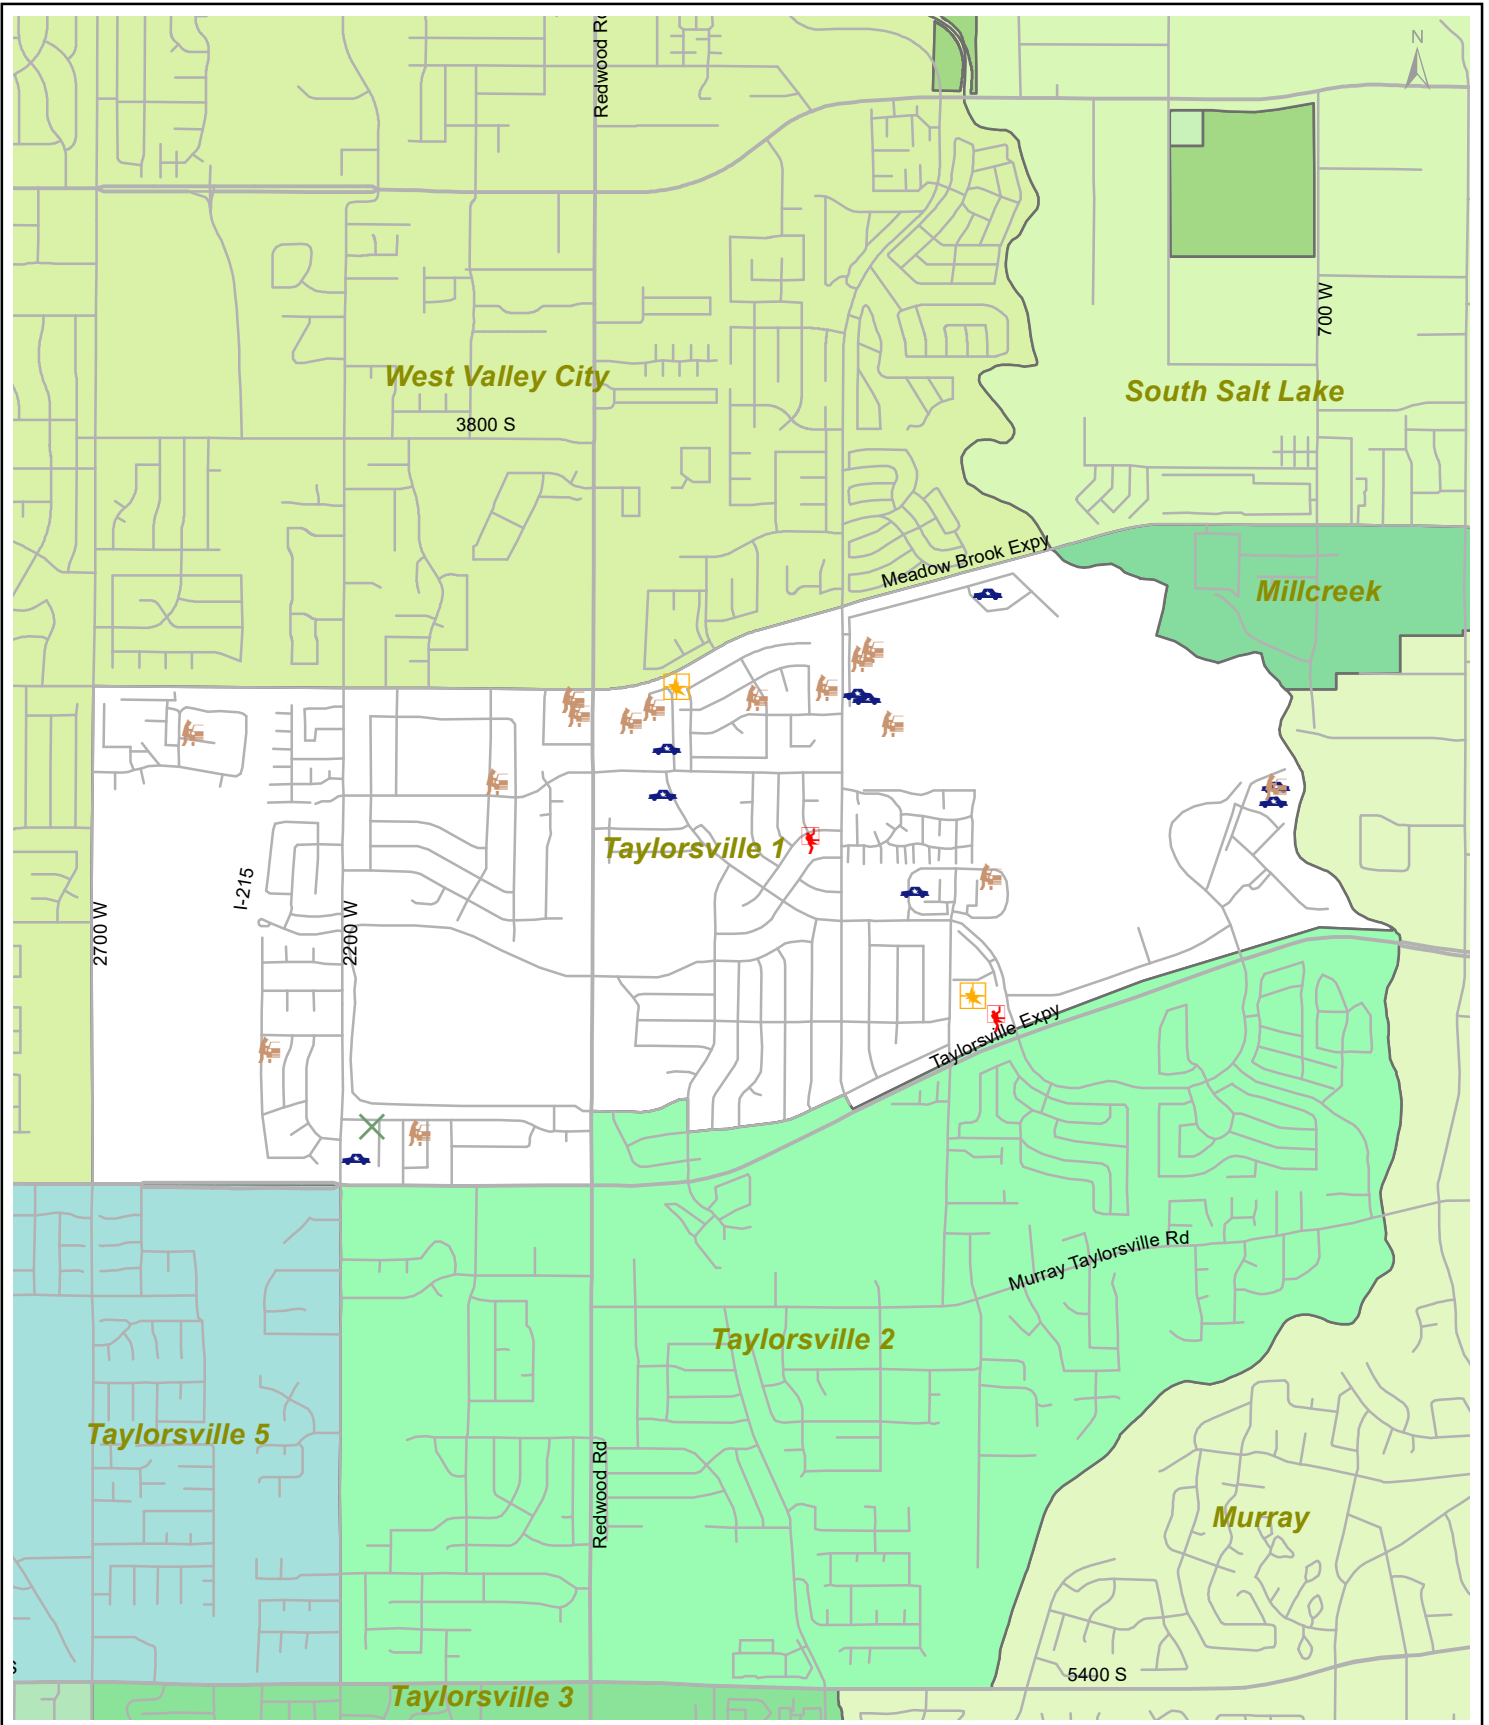 N
Redwood Rd
700 W
West Valley City
South Salt Lake
3800 S
Meadow Brook Expy
Millcreek
Taylorsville 1
I-215
2700 W
2200 W
Taylorsville Expy
Murray Taylorsville Rd
Taylorsville 2
Taylorsville 5
Redwood Rd
Murray
5400 S
Taylorsville 3